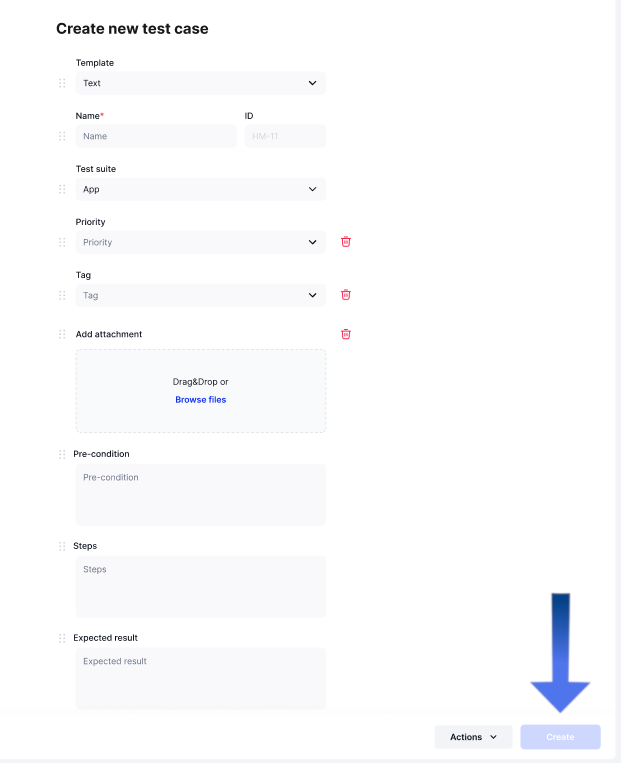 Create new test case
Template
Text
Name* ID
Name HM-11
Test suite
App
Priority
Priority
Tag
Tag
Add attachment
Drag&Drop or
Browse files
Pre-condition
Pre-condition
Steps
Steps
Expected result
Expected result
Actions Create